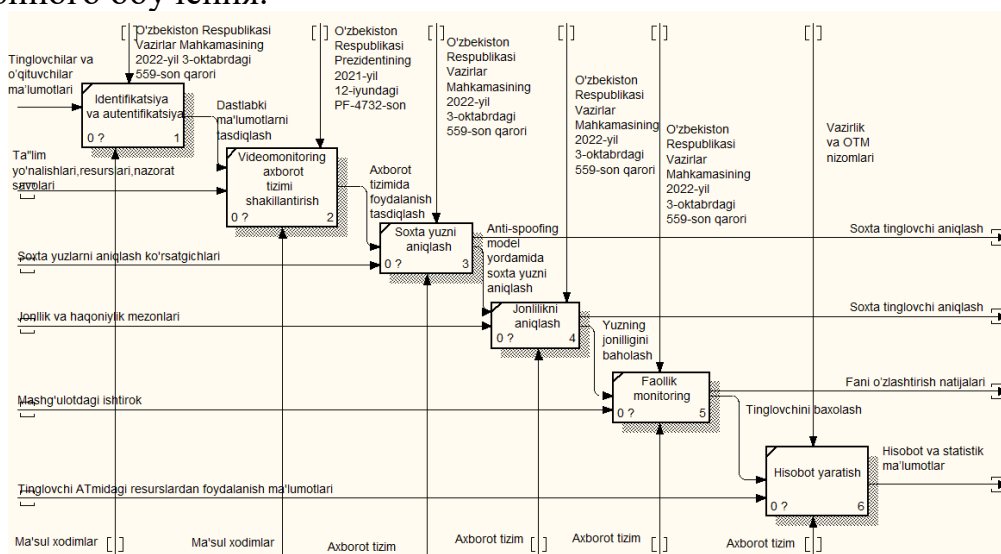 онного обучения.
O'zbekiston Respublikasi
Vazirlar Mahkamasining
2022-yil 3-oktabrdagi
559-son qarori
O'zbekiston
Respublikasi
Prezidentining
2021-yil
12-iyundagi
PF-4732-son
O'zbekiston
Respublikasi
Vazirlar
Mahkamasining
2022-yil
3-oktabrdagi
559-son qarori
O'zbekiston
Respublikasi
Vazirlar
Mahkamasining
2022-yil
3-oktabrdagi
559-son qarori
O'zbekiston
Respublikasi
Vazirlar
Mahkamasining
2022-yil
3-oktabrdagi
559-son qarori
Vazirlik
va OTM
nizomlari
Tinglovchilar va
o'qituvchilar
ma'lumotlari
Identifikatsiya
va autentifikatsiya
0 ? 1
Dastlabki
ma'lumotlarni
tasdiqlash
Ta"lim
yo'nalishlari,resurslari,nazorat
savolari
Videomonitoring
axborot
tizimi
shakillantirish
0 ? 2
Axborot
tizimida
foydalanish
tasdiqlash
Soxta yuzni
aniqlash
0 ? 3
Anti-spoofing
model
yordamida
soxta yuzni
aniqlash
Soxta tinglovchi aniqlash
Soxta yuzlarni aniqlash ko'rsatgichlari
Jonlilikni
aniqlash
0 ? 4
Soxta tinglovchi aniqlash
Jonllik va haqoniylik mezonlari
Yuzning
jonilligini
baholash
Faollik
monitoring
0 ? 5
Fani o'zlashtirish natijalari
Mashg'ulotdagi ishtirok
Tinglovchini baxolash
Hisobot yaratish
0 ? 6
Hisobot va statistik
ma'lumotlar
Tinglovchi ATmidagi resurslardan foydalanish ma'lumotlari
Ma'sul xodimlar
Ma'sul xodimlar
Axborot tizim
Axborot tizim
Axborot tizim
Axborot tizim